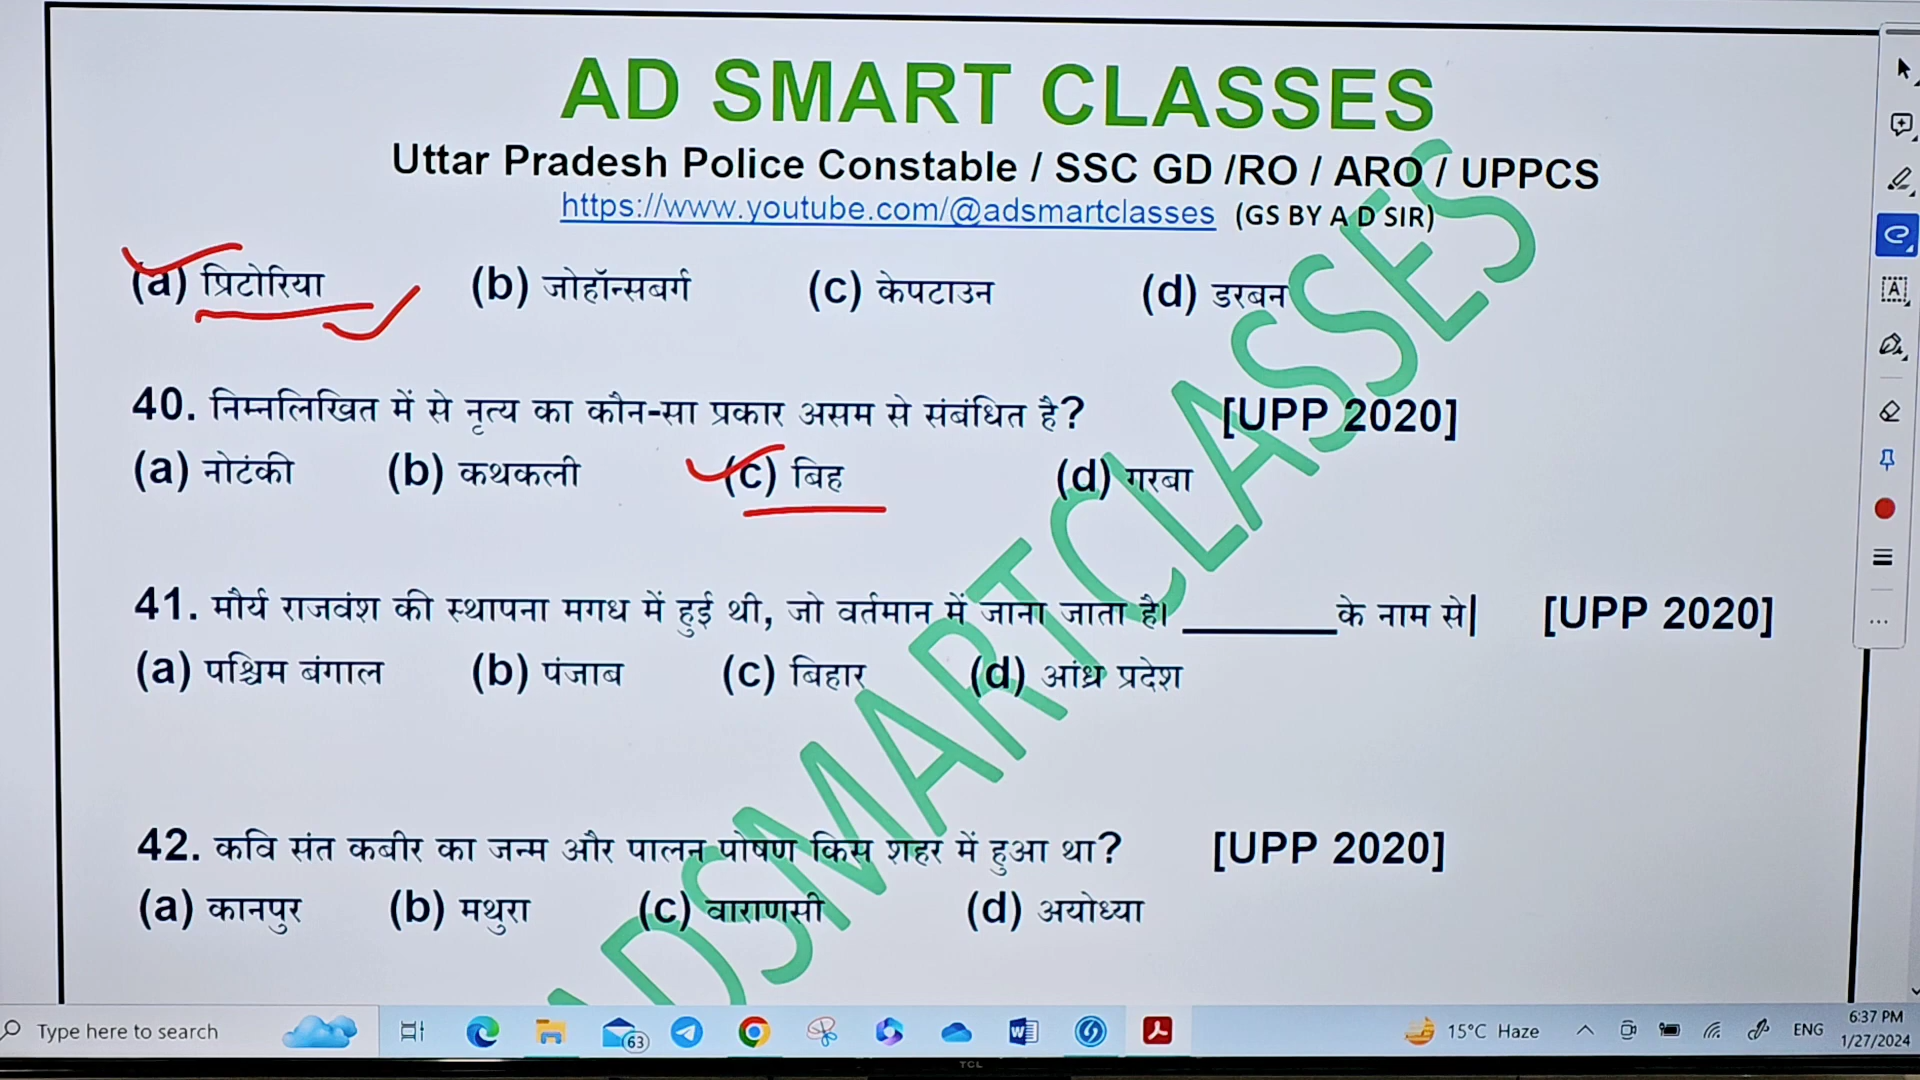 AD SMART CLASSES
Uttar Pradesh Police Constable / SSC GD /RO / ARO / UPPCS
https://www.youtube.com/@adsmartclasses (GS BY A D SIR)
(a) प्रिटोरिया (b) जोहॉन्सबर्ग (c) केपटाउन (d) डरबन
40. निम्नलिखित में से नृत्य का कौन-सा प्रकार असम से संबंधित है? [UPP 2020]
(a) नोटंकी (b) कथकली (c) बिह (d) गरबा
41. मौर्य राजवंश की स्थापना मगध में हुई थी, जो वर्तमान में जाना जाता है। ________के नाम से| [UPP 2020]
(a) पश्चिम बंगाल (b) पंजाब (c) बिहार (d) आंध्र प्रदेश
42. कवि संत कबीर का जन्म और पालन पोषण किस शहर में हुआ था? [UPP 2020]
(a) कानपुर (b) मथुरा (c) वाराणसी (d) अयोध्या
ADSMARTCLASSES
Type here to search 63 15°C Haze ENG 6:37 PM
1/27/2024
TCL